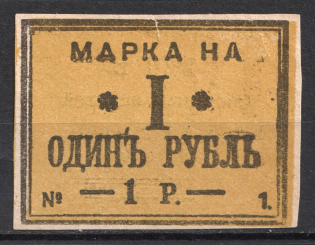 МАРКА НА
* I *
ОДИНЪ РУБЛЬ
— 1 Р. —
№ 1.